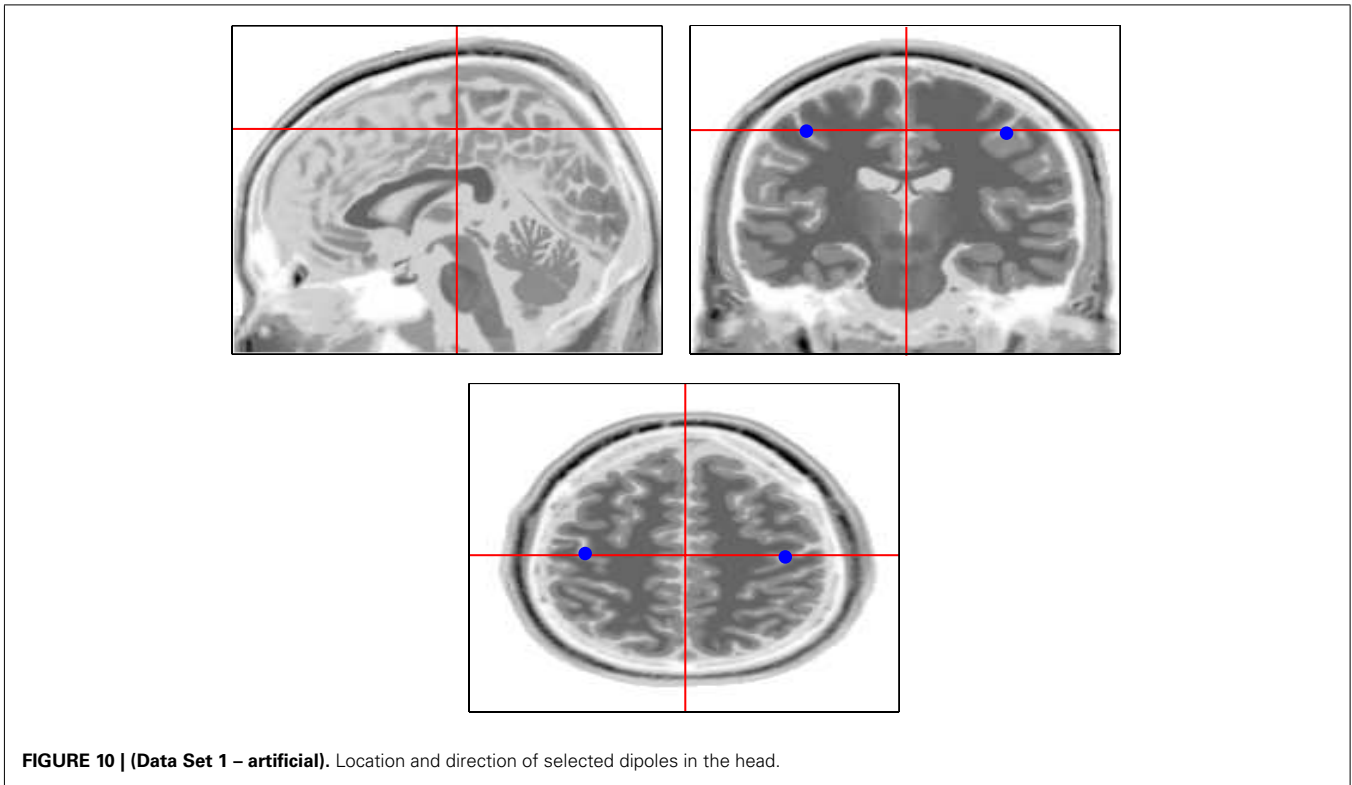 FIGURE 10 | (Data Set 1 – artificial). Location and direction of selected dipoles in the head.